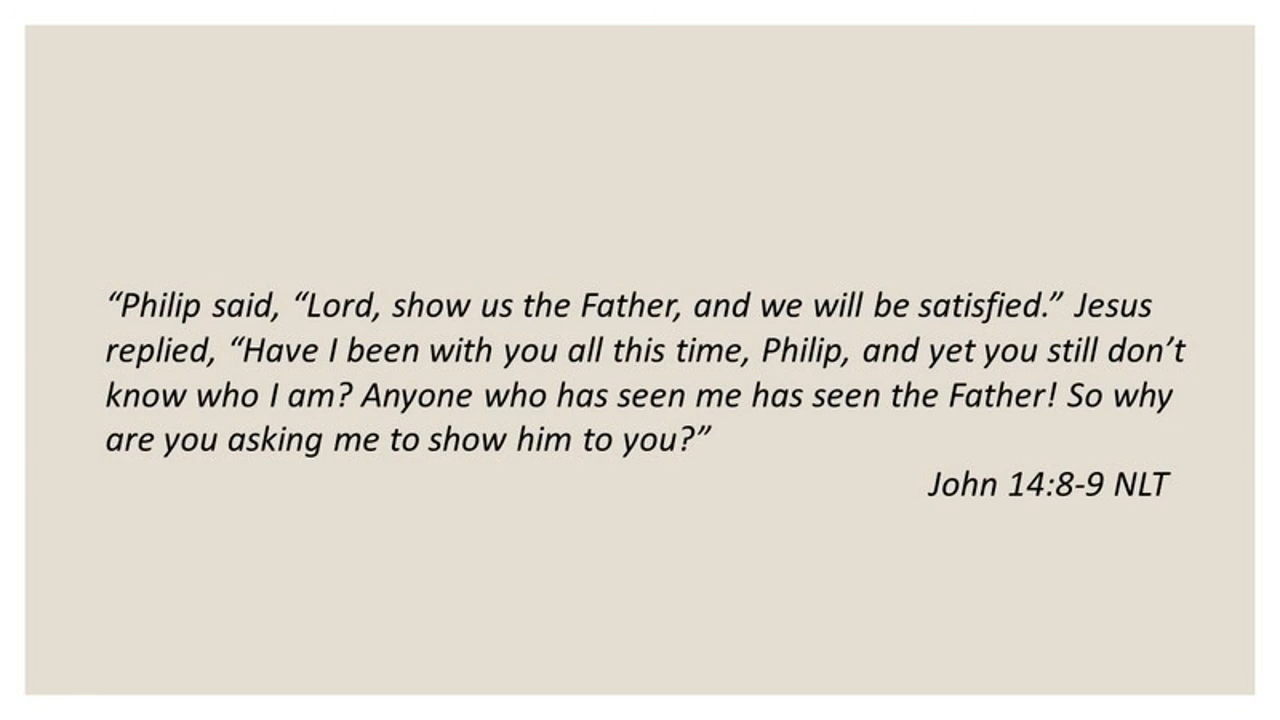 “Philip said, “Lord, show us the Father, and we will be satisfied.” Jesus
replied, “Have I been with you all this time, Philip, and yet you still don’t
know who I am? Anyone who has seen me has seen the Father! So why
are you asking me to show him to you?”
John 14:8-9 NLT